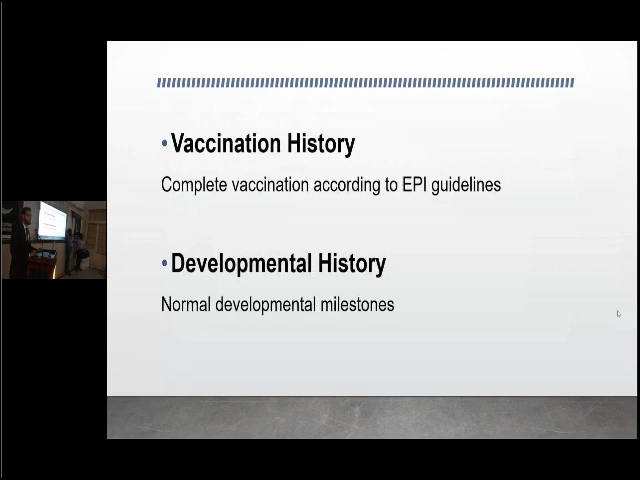 • Vaccination History
Complete vaccination according to EPI guidelines
• Developmental History
Normal developmental milestones